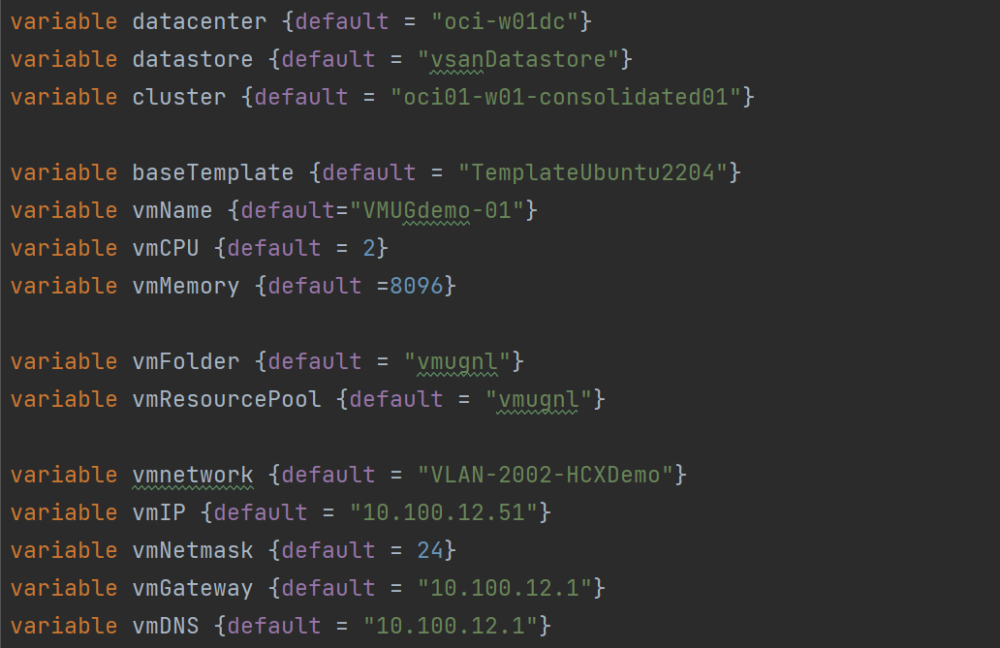 variable datacenter {default = "oci-w01dc"}
variable datastore {default = "vsanDatastore"}
variable cluster {default = "oci01-w01-consolidated01"}
variable baseTemplate {default = "TemplateUbuntu2204"}
variable vmName {default="VMUGdemo-01"}
variable vmCPU {default = 2}
variable vmMemory {default =8096}
variable vmFolder {default = "vmugnl"}
variable vmResourcePool {default = "vmugnl"}
variable vmnetwork {default = "VLAN-2002-HCXDemo"}
variable vmIP {default = "10.100.12.51"}
variable vmNetmask {default = 24}
variable vmGateway {default = "10.100.12.1"}
variable vmDNS {default = "10.100.12.1"}